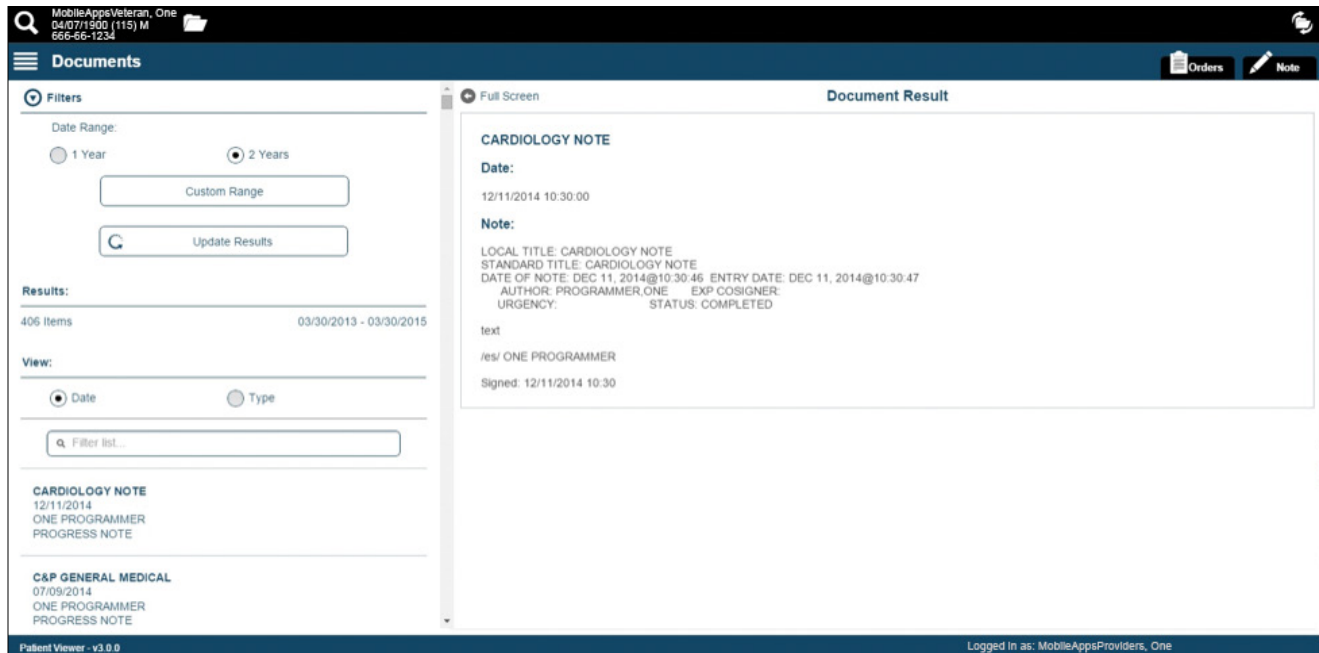 MobileAppsVeteran, One
04/07/1900 (115) M
666-66-1234
Documents
Orders
Note
Filters
Date Range:
1 Year
2 Years
Custom Range
Update Results
Results:
406 Items
03/30/2013 - 03/30/2015
View:
Date
Type
Filter list...
CARDIOLOGY NOTE
12/11/2014
ONE PROGRAMMER
PROGRESS NOTE
C&P GENERAL MEDICAL
07/09/2014
ONE PROGRAMMER
PROGRESS NOTE
Full Screen
Document Result
CARDIOLOGY NOTE
Date:
12/11/2014 10:30:00
Note:
LOCAL TITLE: CARDIOLOGY NOTE
STANDARD TITLE: CARDIOLOGY NOTE
DATE OF NOTE: DEC 11, 2014@10:30:46 ENTRY DATE: DEC 11, 2014@10:30:47
AUTHOR: PROGRAMMER,ONE EXP COSIGNER:
URGENCY: STATUS: COMPLETED
text
/es/ ONE PROGRAMMER
Signed: 12/11/2014 10:30
Patient Viewer - v3.0.0
Logged in as: MobileAppsProviders, One